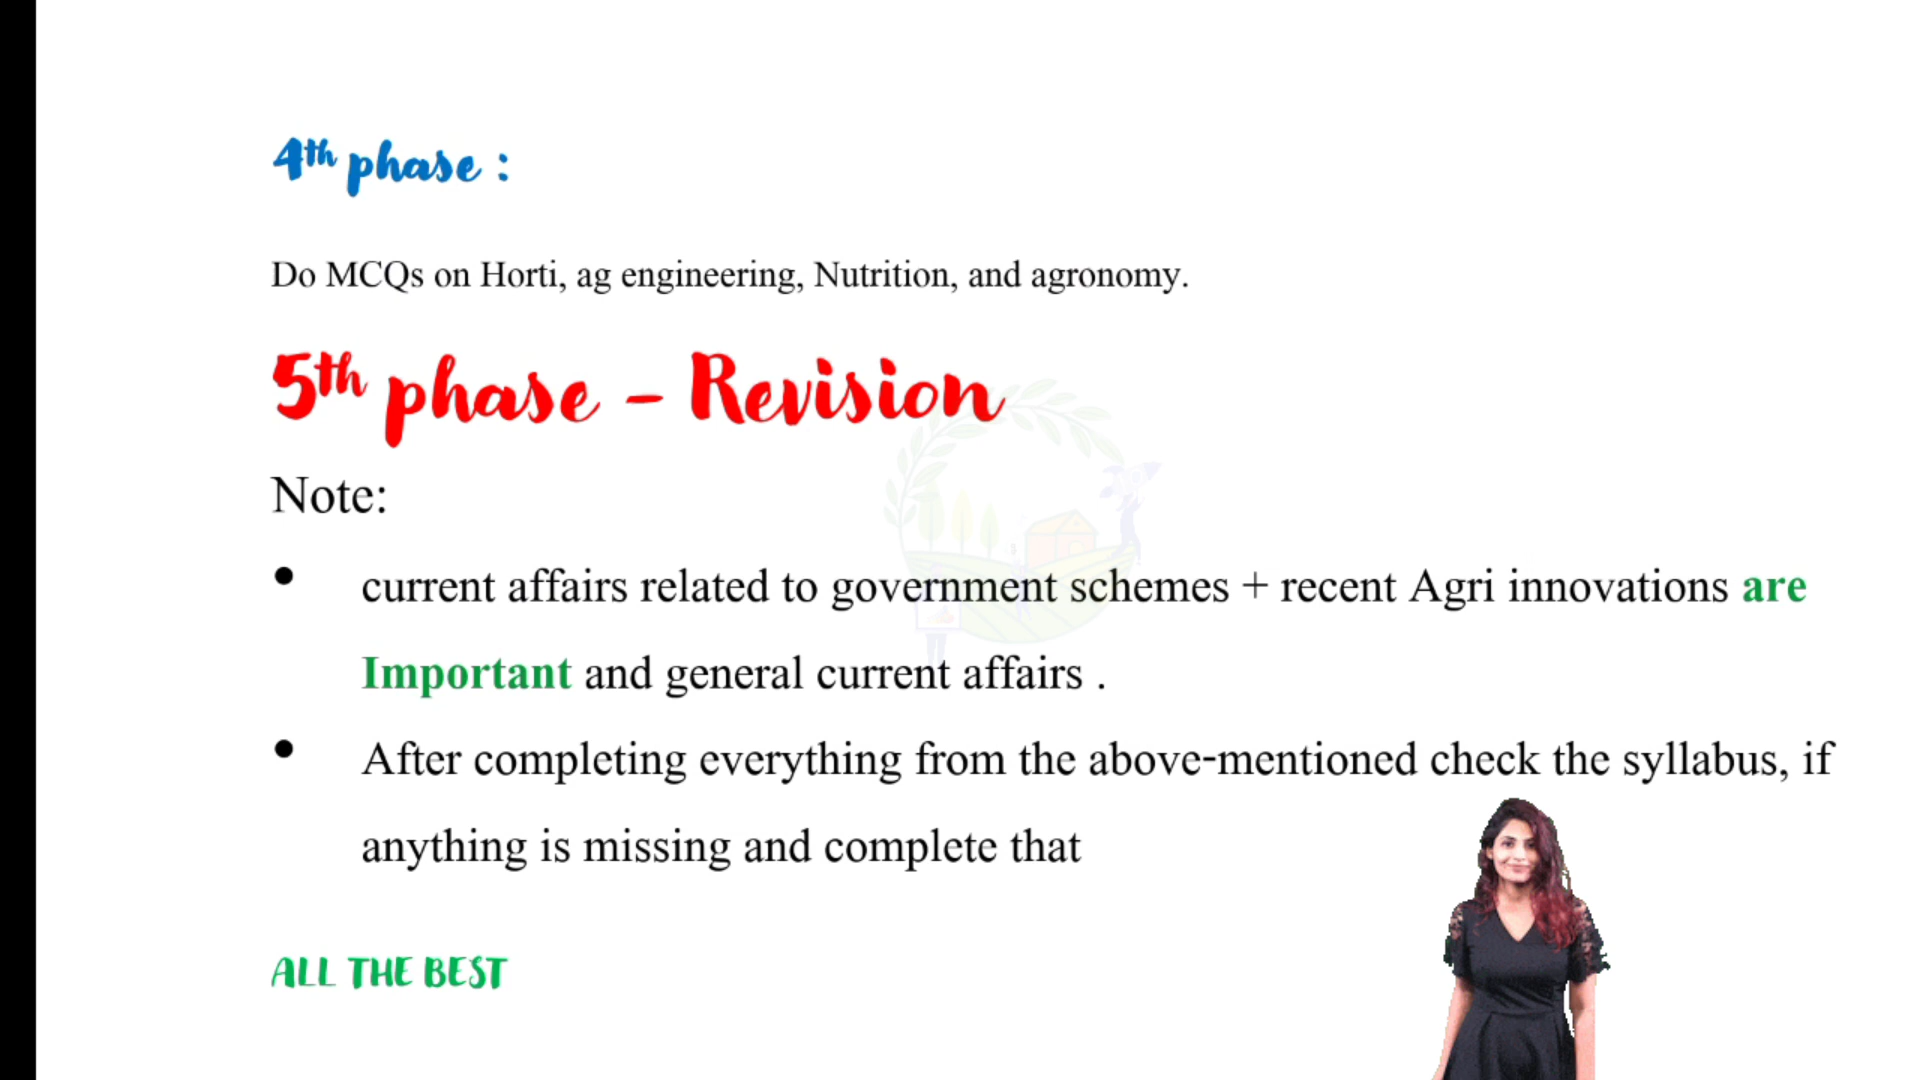 4th phase :
Do MCQs on Horti, ag engineering, Nutrition, and agronomy.
5th phase - Revision
Note:
• current affairs related to government schemes + recent Agri innovations are
Important and general current affairs .
• After completing everything from the above-mentioned check the syllabus, if
anything is missing and complete that
ALL THE BEST